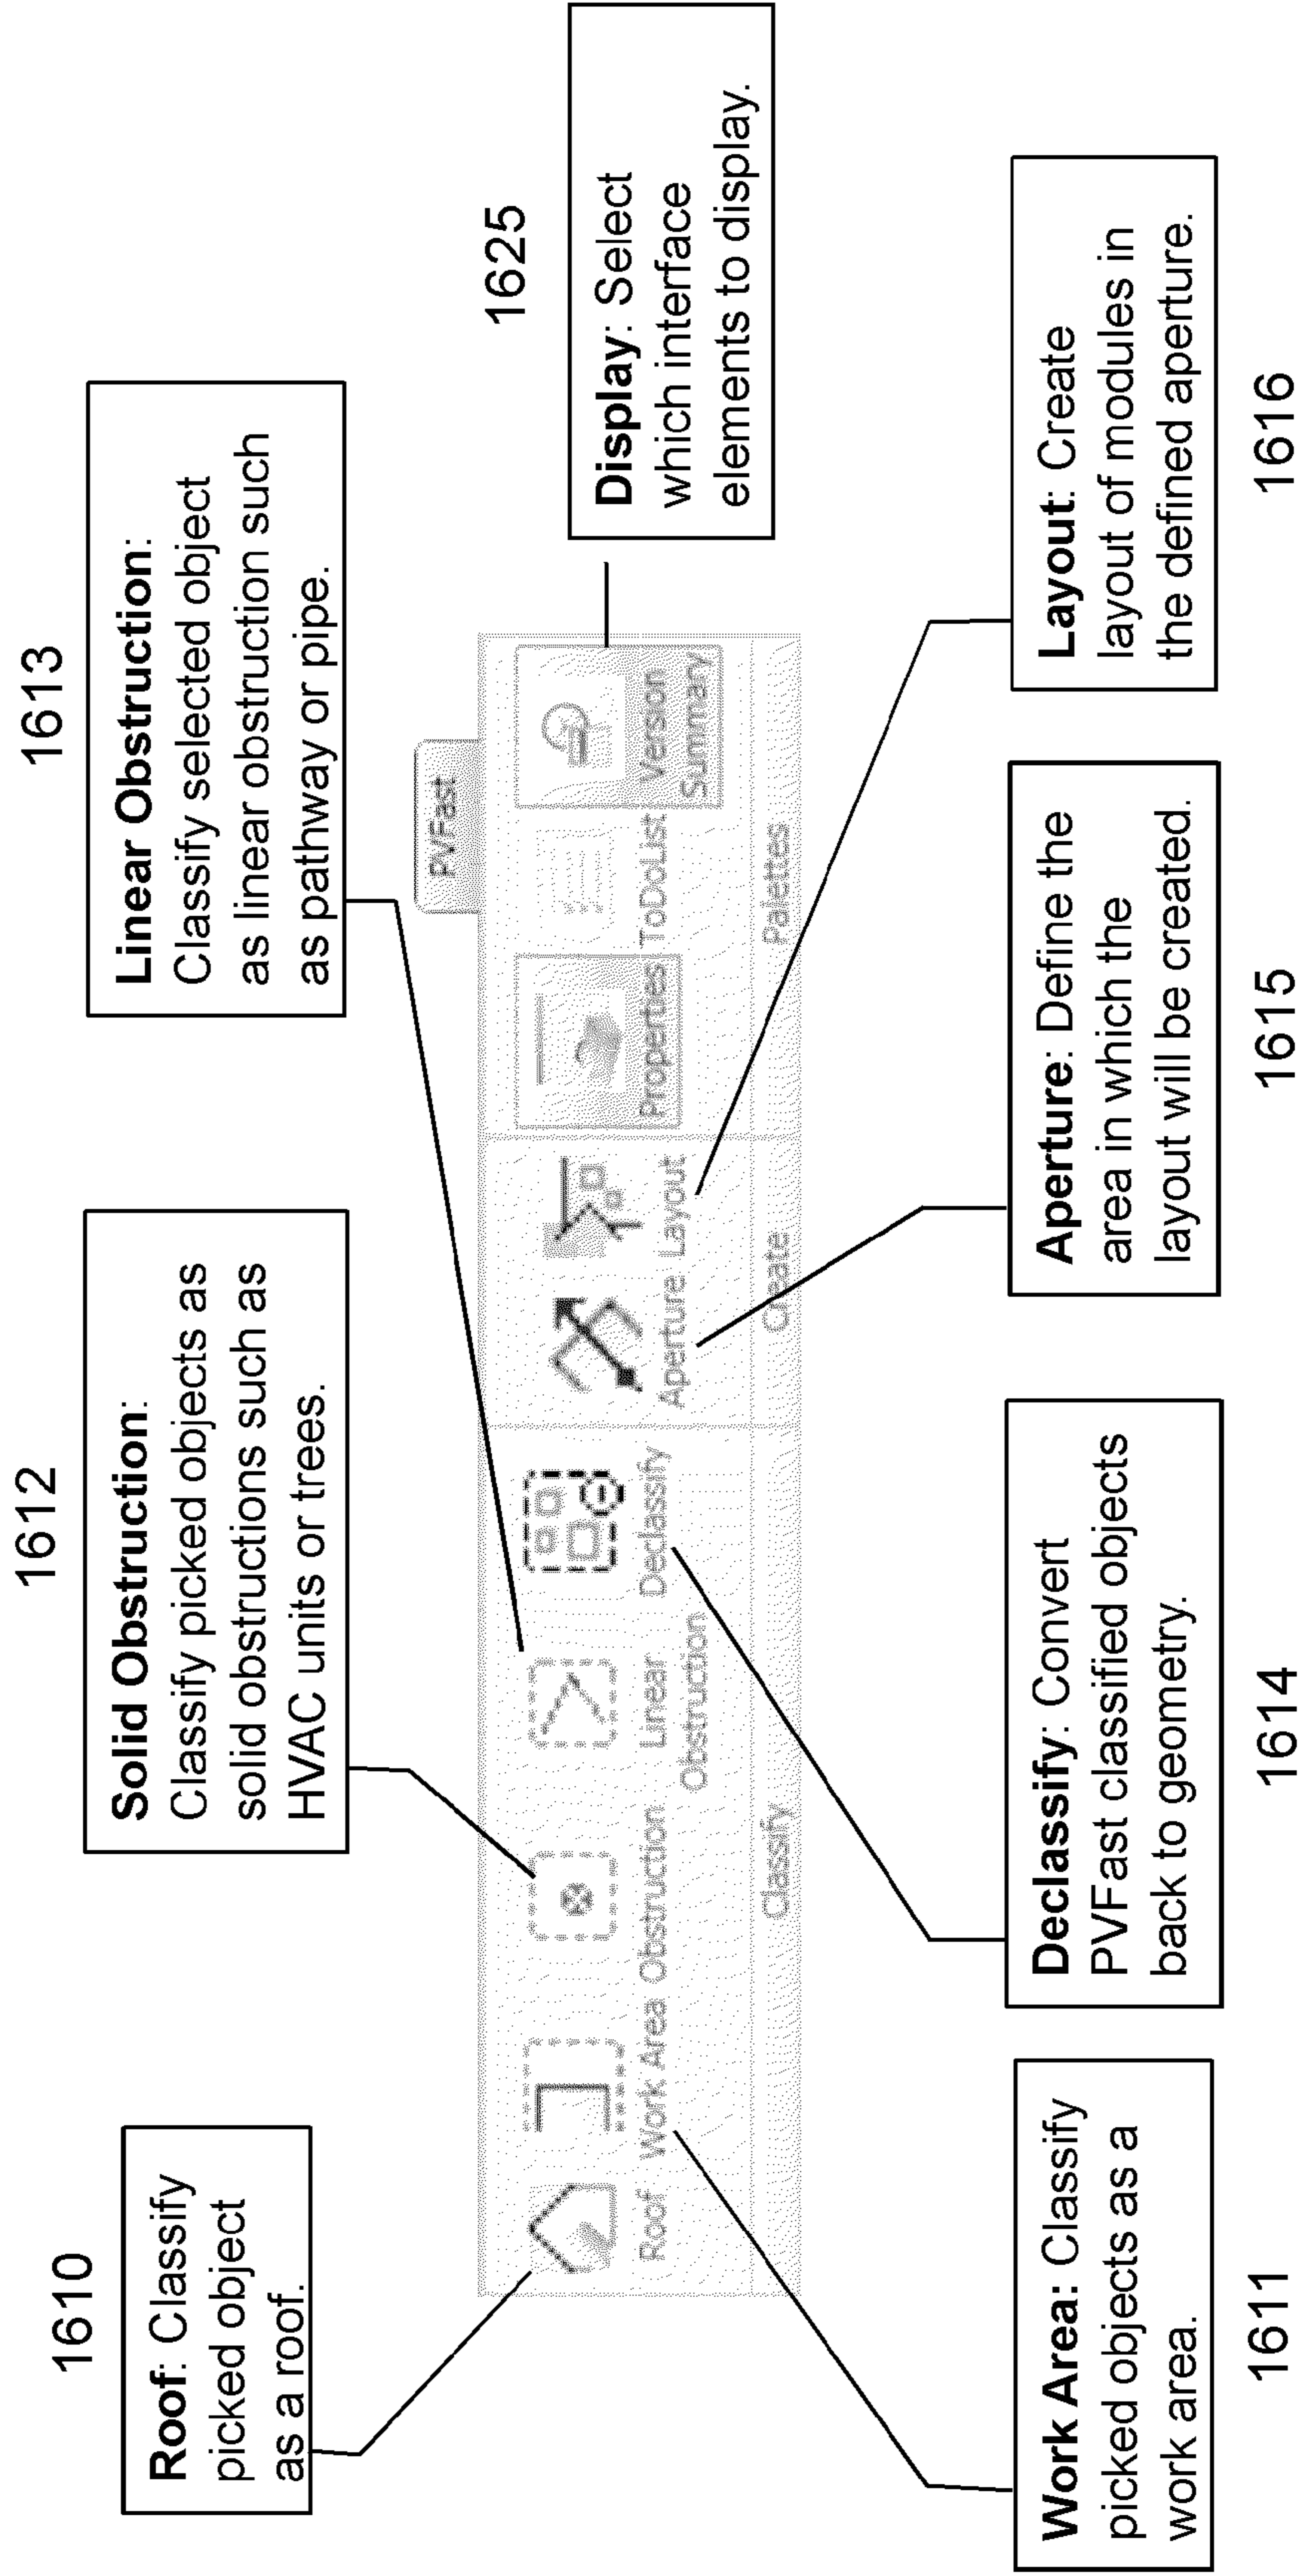 1610
Roof: Classify
picked object
as a roof.
1612
Solid Obstruction:
Classify picked objects as
solid obstructions such as
HVAC units or trees.
1613
Linear Obstruction:
Classify selected object
as linear obstruction such
as pathway or pipe.
1625
Display: Select
which interface
elements to display.
PVFast
Roof Work Area Obstruction Linear Declassify Aperture Layout Properties ToDoList Version
Obstruction Summary
Classify Create Palettes
Work Area: Classify
picked objects as a
work area.
1611
Declassify: Convert
PVFast classified objects
back to geometry.
1614
Aperture: Define the
area in which the
layout will be created.
1615
Layout: Create
layout of modules in
the defined aperture.
1616